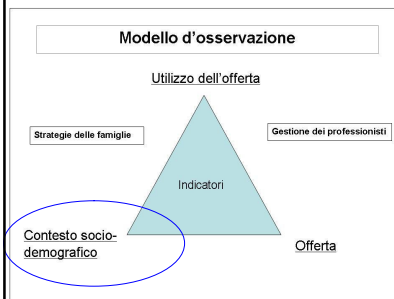 Modello d'osservazione
Utilizzo dell'offerta
Strategie delle famiglie
Gestione dei professionisti
Indicatori
Contesto socio-
demografico
Offerta